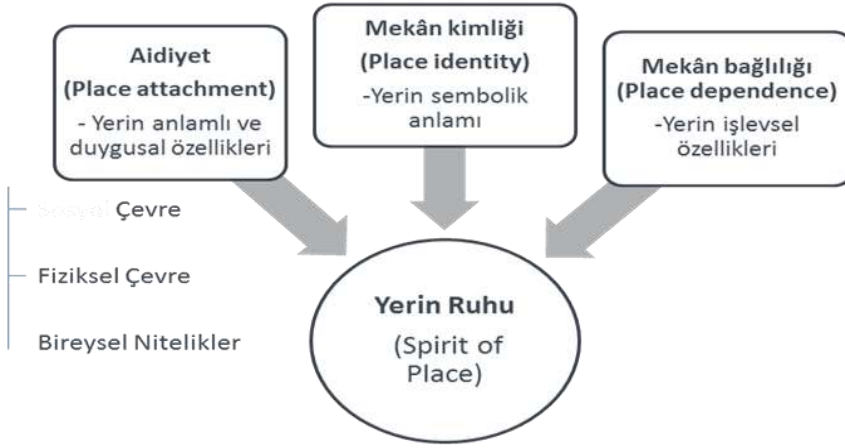 Aidiyet
(Place attachment)
- Yerin anlamlı ve
duygusal özellikleri
Mekân kimliği
(Place identity)
-Yerin sembolik
anlamı
Mekân bağlılığı
(Place dependence)
-Yerin işlevsel
özellikleri
Sosyal Çevre
Fiziksel Çevre
Bireysel Nitelikler
Yerin Ruhu
(Spirit of
Place)